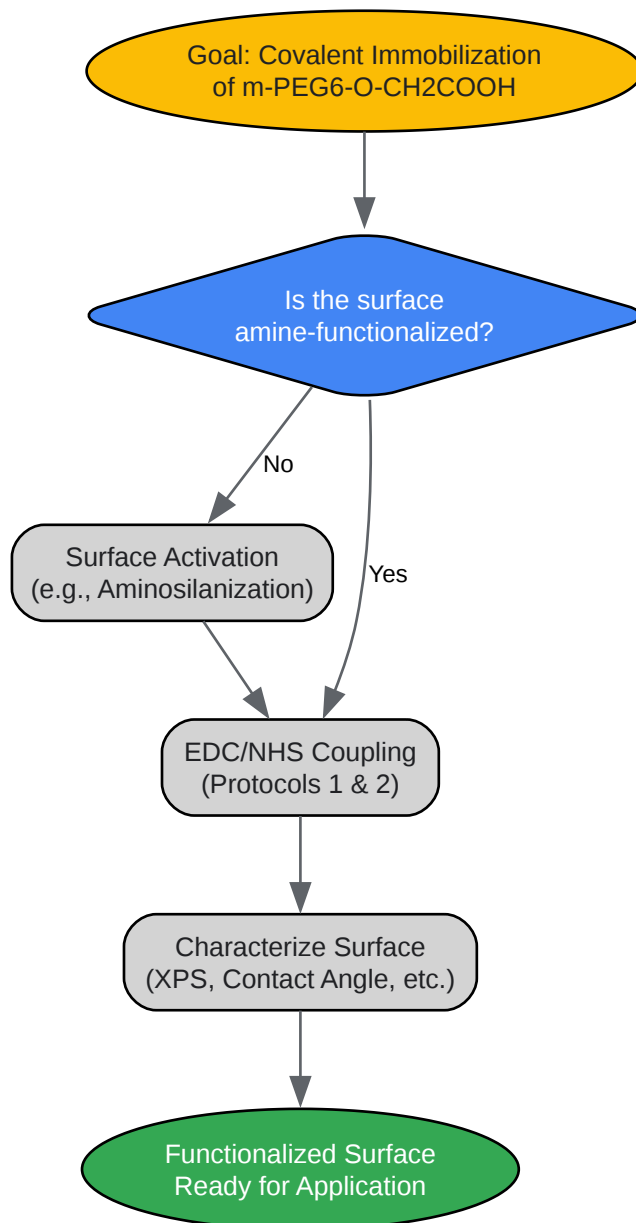 Goal: Covalent Immobilization
of m-PEG6-O-CH2COOH
Is the surface
amine-functionalized?
No
Surface Activation
(e.g., Aminosilanization)
Yes
EDC/NHS Coupling
(Protocols 1 & 2)
Characterize Surface
(XPS, Contact Angle, etc.)
Functionalized Surface
Ready for Application